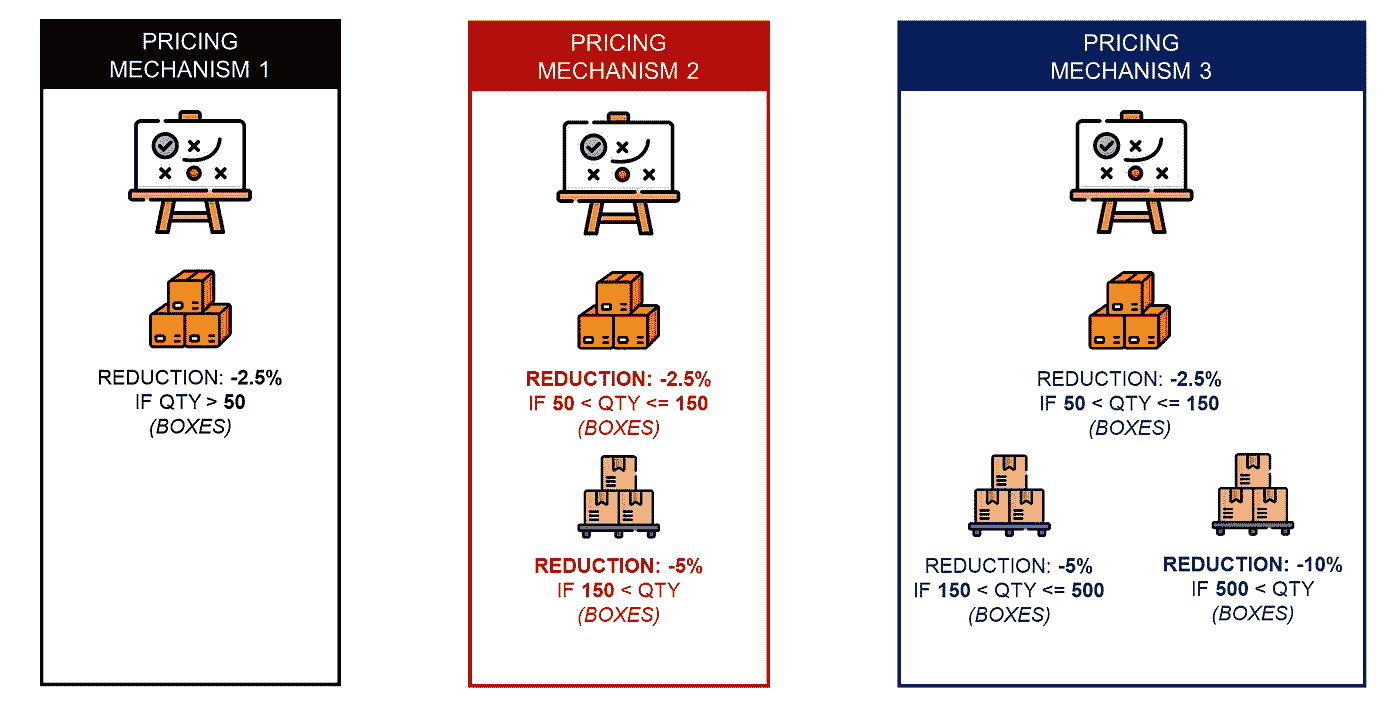 PRICING
MECHANISM 1
REDUCTION: -2.5%
IF QTY > 50
(BOXES)
PRICING
MECHANISM 2
REDUCTION: -2.5%
IF 50 < QTY <= 150
(BOXES)
REDUCTION: -5%
IF 150 < QTY
(BOXES)
PRICING
MECHANISM 3
REDUCTION: -2.5%
IF 50 < QTY <= 150
(BOXES)
REDUCTION: -5%
IF 150 < QTY <= 500
(BOXES)
REDUCTION: -10%
IF 500 < QTY
(BOXES)